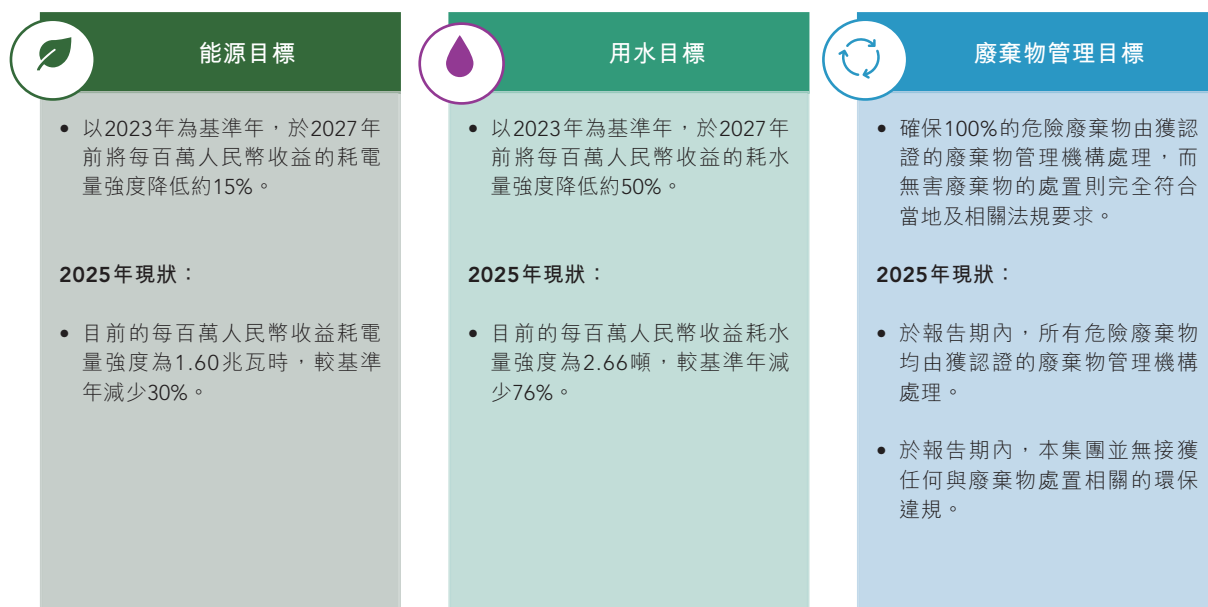 能源目標
以2023年為基準年，於2027年
前將每百萬人民幣收益的耗電
量強度降低約15%。
2025年現狀：
目前的每百萬人民幣收益耗電
量強度為1.60兆瓦時，較基準
年減少30%。
用水目標
以2023年為基準年，於2027年
前將每百萬人民幣收益的耗水
量強度降低約50%。
2025年現狀：
目前的每百萬人民幣收益耗水
量強度為2.66噸，較基準年減
少76%。
廢棄物管理目標
確保100%的危險廢棄物由獲認
證的廢棄物管理機構處理，而
無害廢棄物的處置則完全符合
當地及相關法規要求。
2025年現狀：
於報告期內，所有危險廢棄物
均由獲認證的廢棄物管理機構
處理。
於報告期內，本集團並無接獲
任何與廢棄物處置相關的環保
違規。